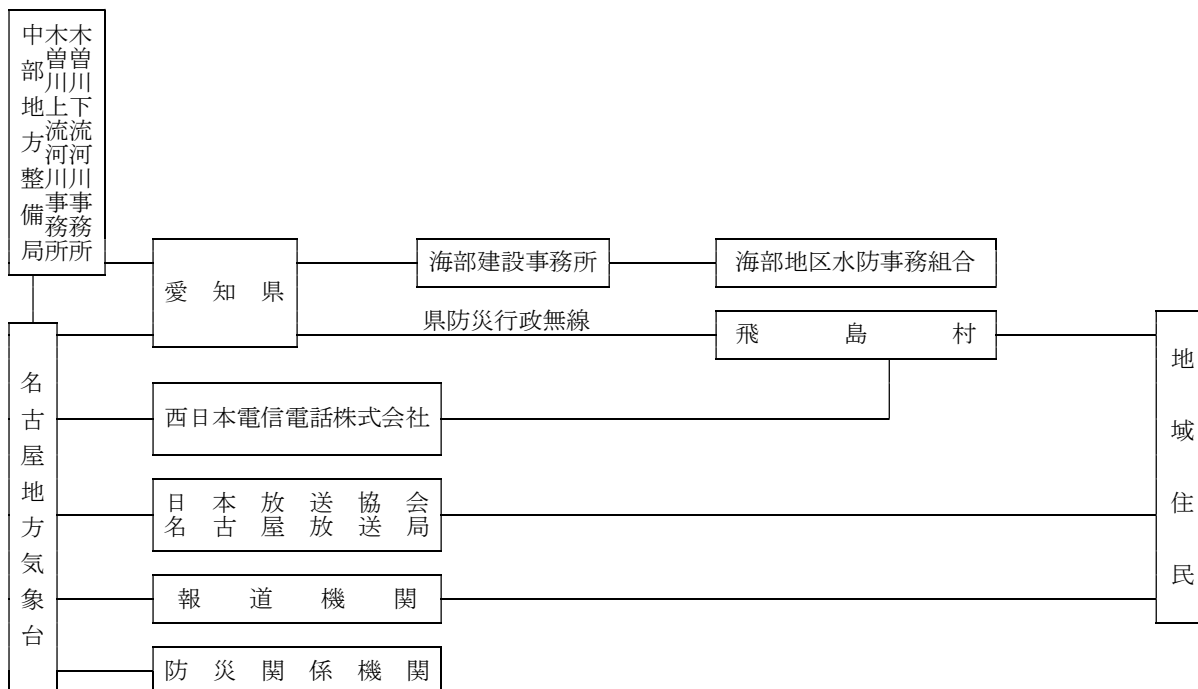 中部地方整備局
木曽川上流河川事務所
木曽川下流河川事務所
愛知県
海部建設事務所
海部地区水防事務組合
県防災行政無線
飛島村
地域住民
名古屋地方気象台
西日本電信電話株式会社
日本放送協会
名古屋放送局
報道機関
防災関係機関